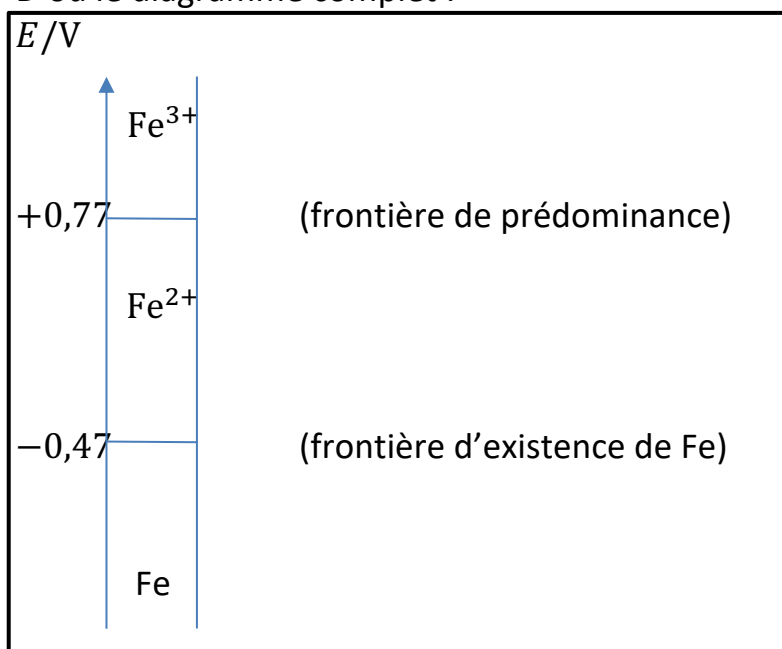 E/V
Fe³⁺
+0,77 (frontière de prédominance)
Fe²⁺
−0,47 (frontière d’existence de Fe)
Fe